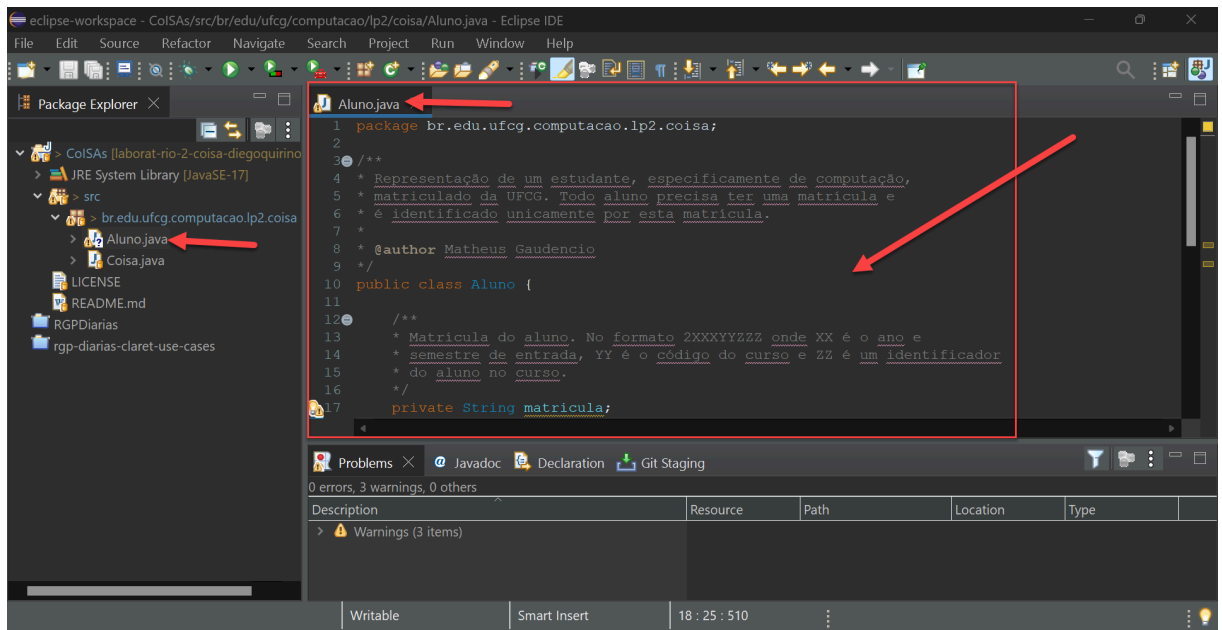 eclipse-workspace - CoISAs/src/br/edu/ufcg/computacao/lp2/coisa/Aluno.java - Eclipse IDE
File Edit Source Refactor Navigate Search Project Run Window Help
Package Explorer
> CoISAs [laborat-rio-2-coisa-diegoquirino
JRE System Library [JavaSE-17]
> src
> br.edu.ufcg.computacao.lp2.coisa
Aluno.java
Coisa.java
LICENSE
README.md
RGPDiarias
rgp-diarias-claret-use-cases
Aluno.java
1 package br.edu.ufcg.computacao.lp2.coisa;
2
3 /**
4 * Representação de um estudante, especificamente de computação,
5 * matriculado da UFCG. Todo aluno precisa ter uma matrícula e
6 * é identificado unicamente por esta matrícula.
7 *
8 * @author Matheus Gaudencio
9 */
10 public class Aluno {
11
12 /**
13 * Matrícula do aluno. No formato 2XXXYYZZZ onde XX é o ano e
14 * semestre de entrada, YY é o código do curso e ZZ é um identificador
15 * do aluno no curso.
16 */
17 private String matricula;
Problems @ Javadoc Declaration Git Staging
0 errors, 3 warnings, 0 others
Description Resource Path Location Type
Warnings (3 items)
Writable Smart Insert 18 : 25 : 510